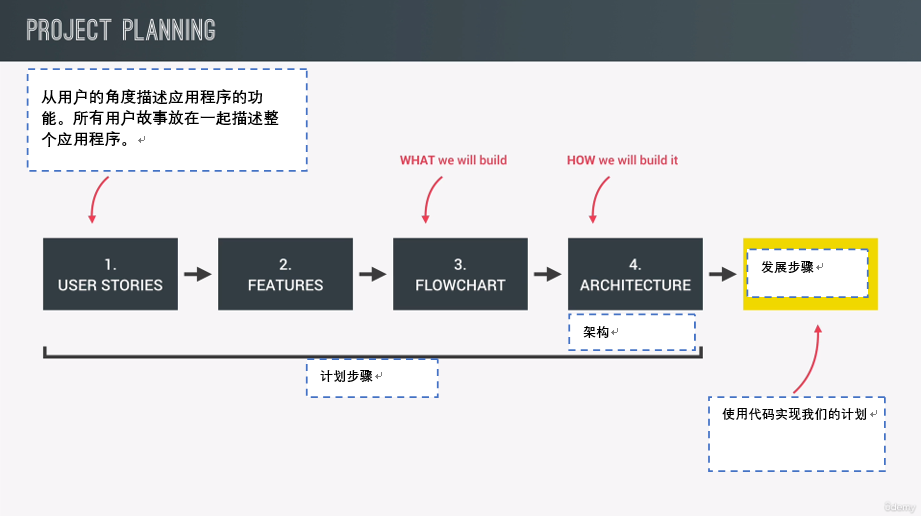 PROJECT PLANNING
从用户的角度描述应用程序的功
能。所有用户故事放在一起描述整
个应用程序。
WHAT we will build
HOW we will build it
1.
USER STORIES
2.
FEATURES
3.
FLOWCHART
4.
ARCHITECTURE
发展步骤
架构
计划步骤
使用代码实现我们的计划
ûdemy